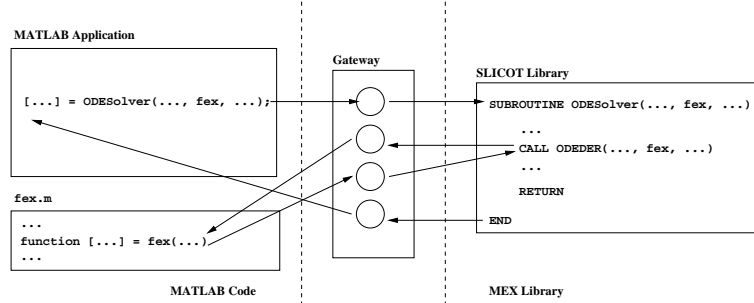 MATLAB Application
[...] = ODESolver(..., fex, ...);
fex.m
...
function [...] = fex(...)
...
MATLAB Code
Gateway
SLICOT Library
SUBROUTINE ODESolver(..., fex, ...)
...
CALL ODEDER(..., fex, ...)
...
RETURN
END
MEX Library